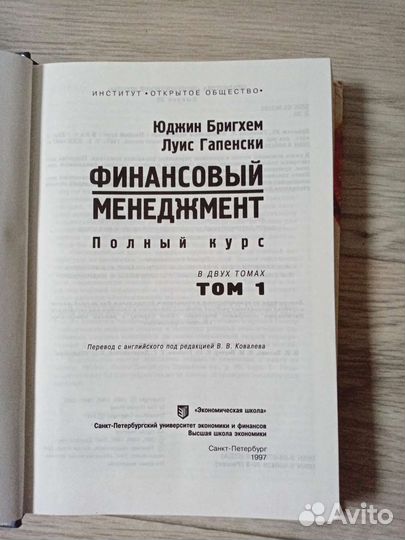 ИНСТИТУТ • ОТКРЫТОЕ ОБЩЕСТВО•
Юджин Бригхем
Луис Гапенски
ФИНАНСОВЫЙ
МЕНЕДЖМЕНТ
Полный курс
В ДВУХ ТОМАХ
ТОМ 1
Перевод с английского под редакцией В. В. Ковалева
«Экономическая школа»
Санкт-Петербургский университет экономики и финансов
Высшая школа экономики
Санкт-Петербург
1997
Avito